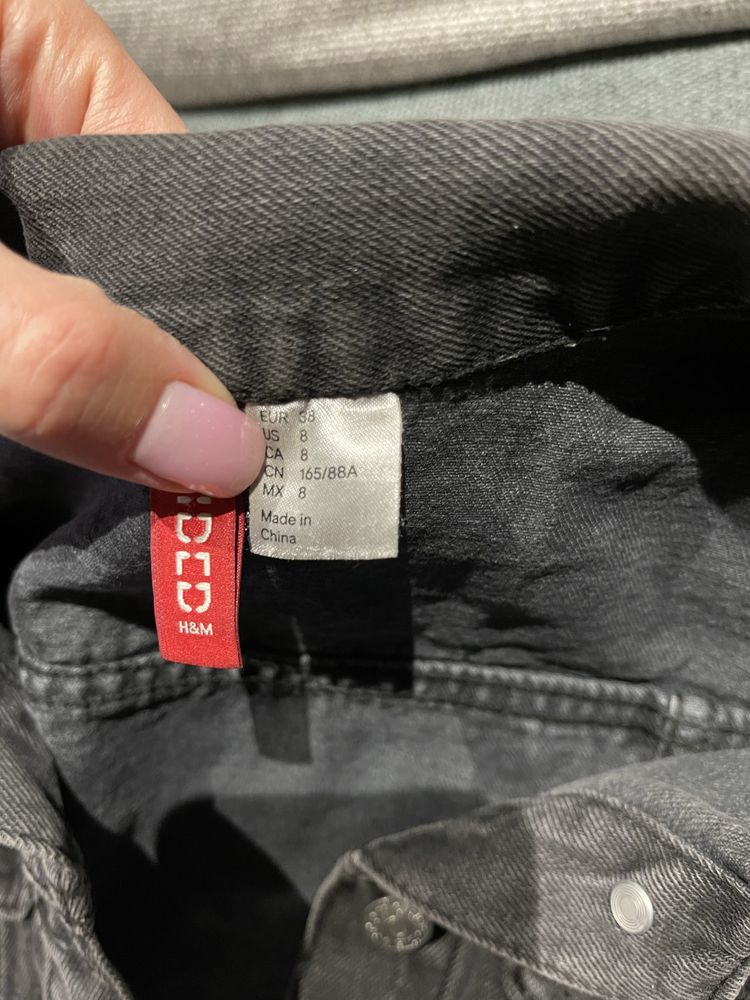 EUR 38
US 8
CA 8
CN 165/88A
MX 8
Made in
China
H&M